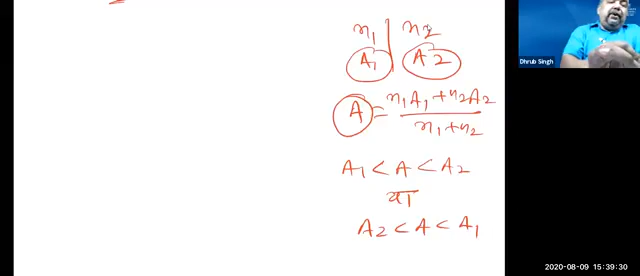 n1 | n2
A1 | A2
A = (n1A1 + n2A2) / (n1 + n2)
A1 < A < A2
या
A2 < A < A1
Dhrub Singh
2020-08-09 15:39:30